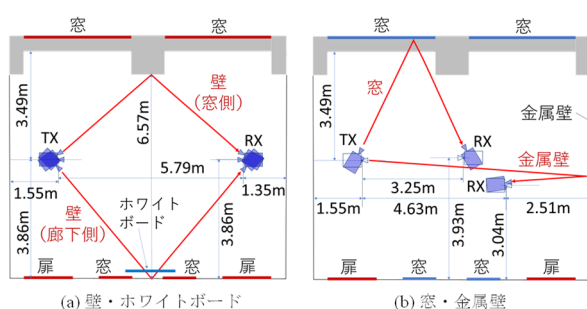 窓
窓
3.49m
壁
(窓側)
6.57m
TX
RX
5.79m
1.55m
1.35m
ホワイト
ボード
3.86m
壁
(廊下側)
3.86m
扉
窓
窓
扉
(a) 壁・ホワイトボード
窓
窓
3.49m
窓
金属壁
TX
RX
金属壁
RX
3.25m
1.55m
4.63m
2.51m
3.93m
3.04m
扉
窓
窓
扉
(b) 窓・金属壁